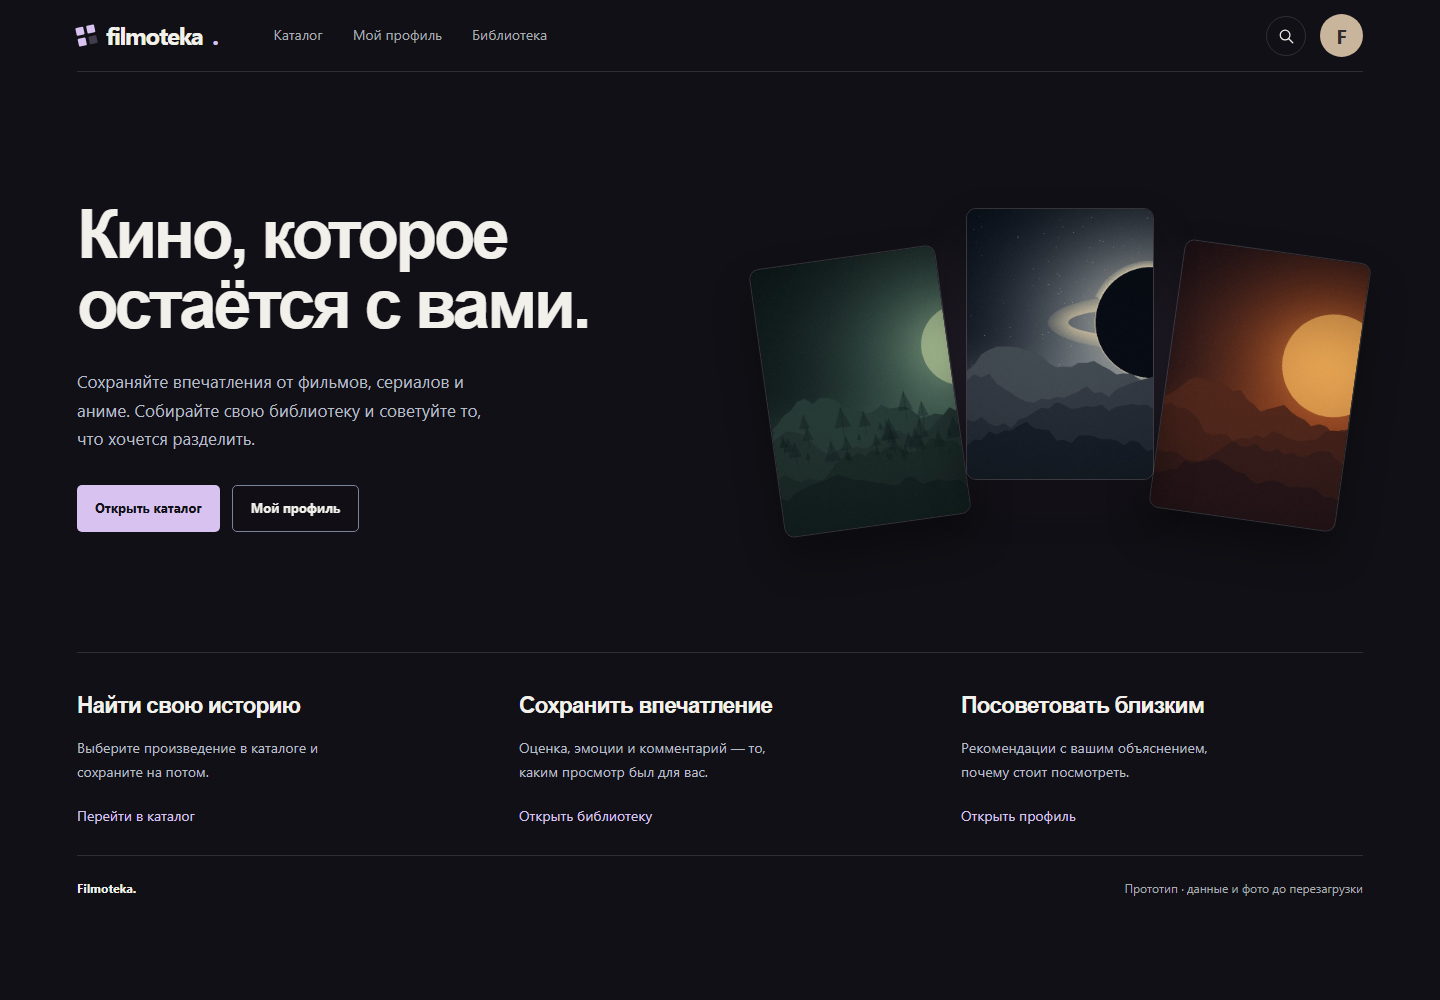 filmoteka .
Каталог
Мой профиль
Библиотека
F
Кино, которое
остаётся с вами.
Сохраняйте впечатления от фильмов, сериалов и
аниме. Собирайте свою библиотеку и советуйте то,
что хочется разделить.
Открыть каталог
Мой профиль
Найти свою историю
Выберите произведение в каталоге и
сохраните на потом.
Перейти в каталог
Сохранить впечатление
Оценка, эмоции и комментарий — то,
каким просмотр был для вас.
Открыть библиотеку
Посоветовать близким
Рекомендации с вашим объяснением,
почему стоит посмотреть.
Открыть профиль
Filmoteka.
Прототип · данные и фото до перезагрузки